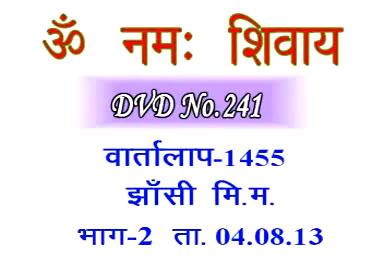 ॐ नमः शिवाय
DVD No.241
वार्तालाप-1455
झाँसी मि.म.
भाग-2 ता. 04.08.13